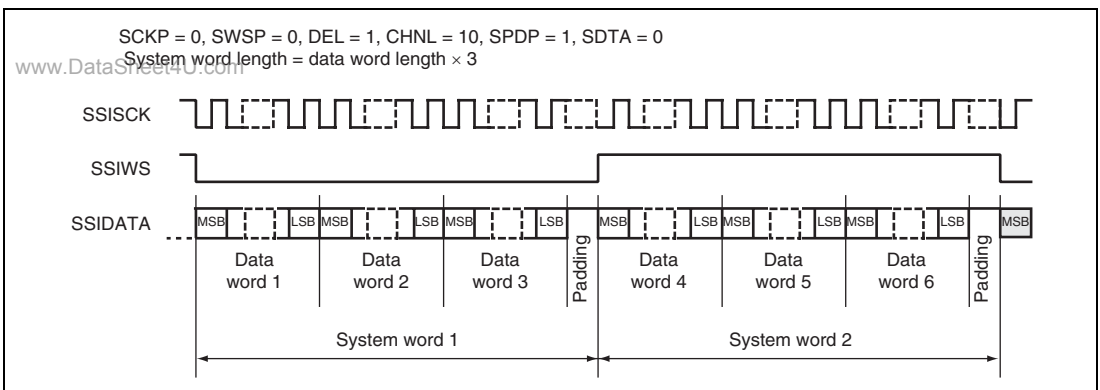 SCKP = 0, SWSP = 0, DEL = 1, CHNL = 10, SPDP = 1, SDTA = 0
System word length = data word length × 3
www.DataSheet4U.com
SSISCK
SSIWS
SSIDATA
MSB LSB MSB LSB MSB LSB MSB LSB MSB LSB MSB LSB MSB
Data word 1
Data word 2
Data word 3
Padding
Data word 4
Data word 5
Data word 6
Padding
System word 1
System word 2